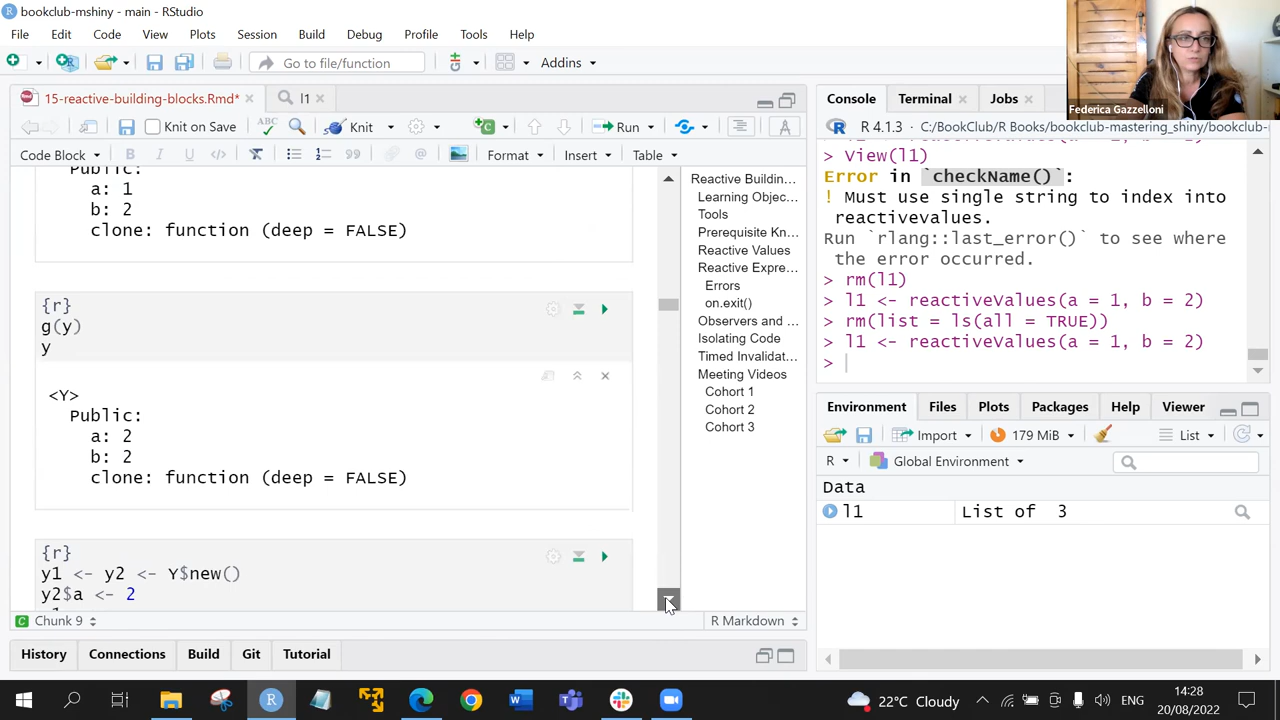 bookclub-mshiny - main - RStudio
File Edit Code View Plots Session Build Debug Profile Tools Help
Go to file/function
Addins
15-reactive-building-blocks.Rmd*
l1
Knit on Save
Run
Code Block
Format
Insert
Table
Public:
a: 1
b: 2
clone: function (deep = FALSE)
{r}
g(y)
y
<Y>
Public:
a: 2
b: 2
clone: function (deep = FALSE)
{r}
y1 <- y2 <- Y$new()
y2$a <- 2
Chunk 9
R Markdown
Reactive Buildin...
Learning Objec...
Tools
Prerequisite Kn...
Reactive Values
Reactive Expre...
Errors
on.exit()
Observers and ...
Isolating Code
Timed Invalidat...
Meeting Videos
Cohort 1
Cohort 2
Cohort 3
History Connections Build Git Tutorial
Console Terminal Jobs
R 4.1.3 · C:/BookClub/R Books/bookclub-mastering_shiny/bookclub-
> View(l1)
Error in `checkName()`:
! Must use single string to index into
reactivevalues.
Run `rlang::last_error()` to see where
the error occurred.
> rm(l1)
> l1 <- reactiveValues(a = 1, b = 2)
> rm(list = ls(all = TRUE))
> l1 <- reactiveValues(a = 1, b = 2)
>
Environment Files Plots Packages Help Viewer
Import
179 MiB
List
R
Global Environment
Data
l1 List of 3
Federica Gazzelloni
22°C Cloudy
ENG
14:28
20/08/2022